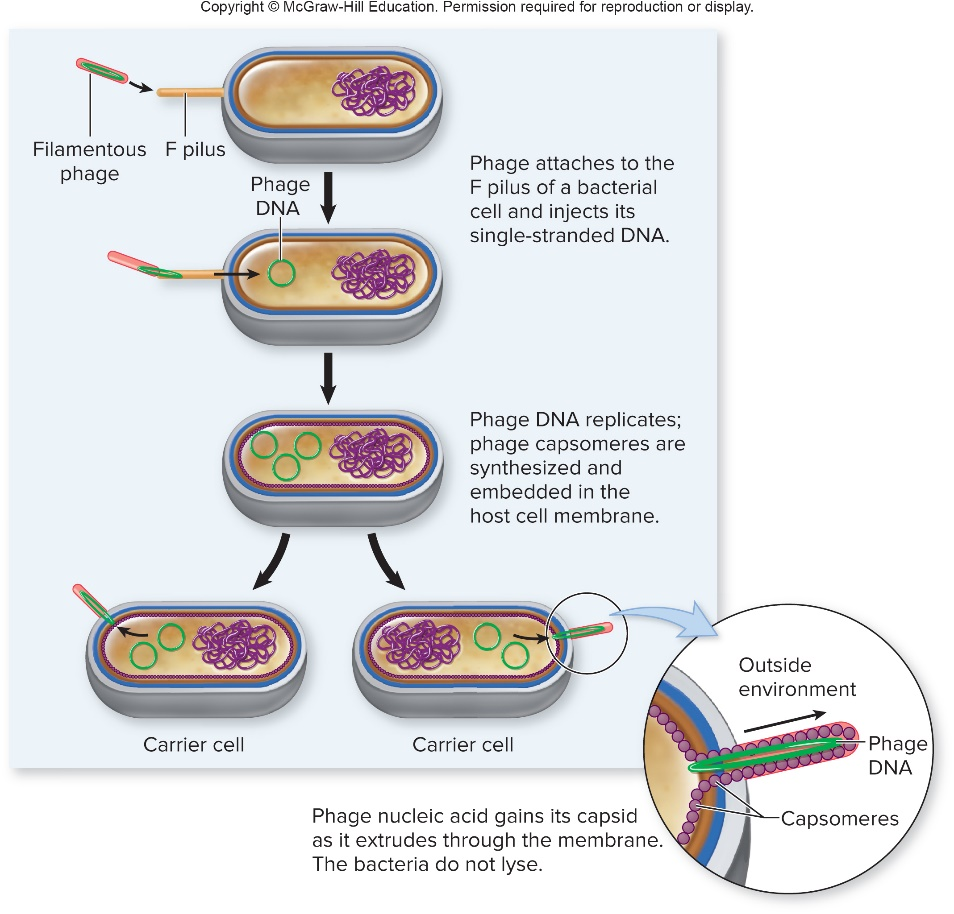 Copyright © McGraw-Hill Education. Permission required for reproduction or display.
Filamentous
phage
F pilus
Phage
DNA
Phage attaches to the
F pilus of a bacterial
cell and injects its
single-stranded DNA.
Phage DNA replicates;
phage capsomeres are
synthesized and
embedded in the
host cell membrane.
Carrier cell
Carrier cell
Outside
environment
Phage
DNA
Capsomeres
Phage nucleic acid gains its capsid
as it extrudes through the membrane.
The bacteria do not lyse.